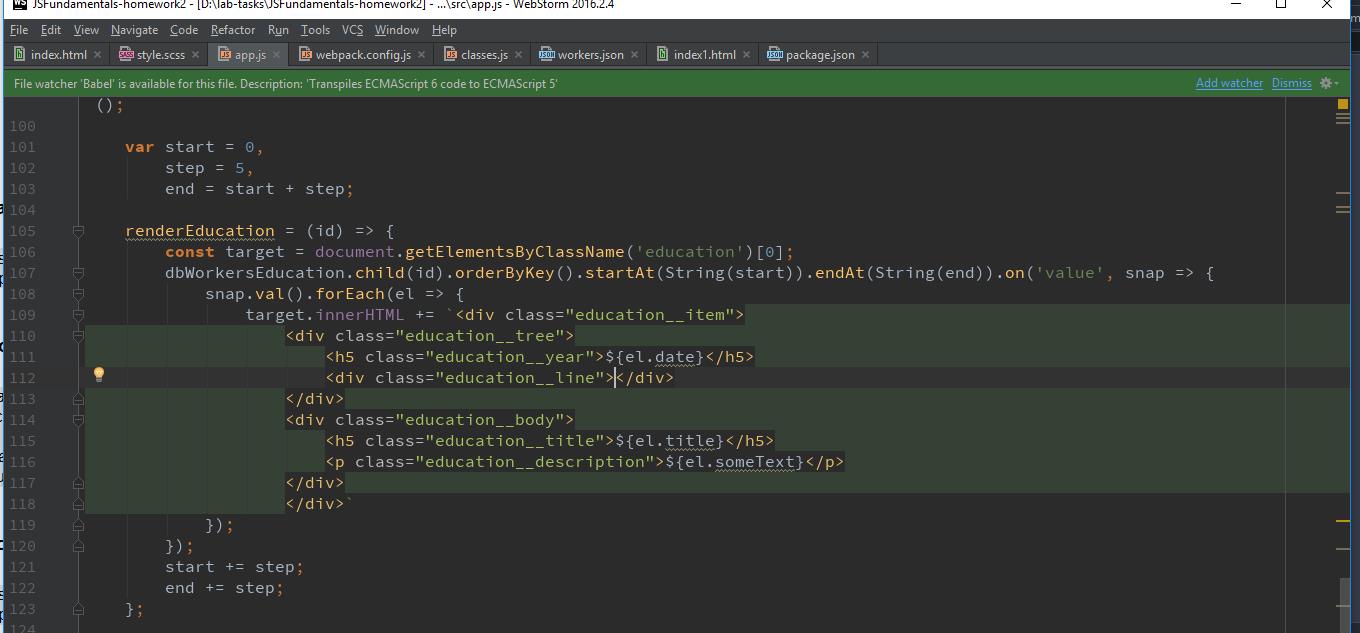 JSFundamentals-homework2 - [D:\lab-tasks\JSFundamentals-homework2] - ...\src\app.js - WebStorm 2016.2.4
File Edit View Navigate Code Refactor Run Tools VCS Window Help
index.html style.scss app.js webpack.config.js classes.js workers.json index1.html package.json
File watcher 'Babel' is available for this file. Description: 'Transpiles ECMAScript 6 code to ECMAScript 5' Add watcher Dismiss
();
100
101 var start = 0,
102 step = 5,
103 end = start + step;
104
105 renderEducation = (id) => {
106 const target = document.getElementsByClassName('education')[0];
107 dbWorkersEducation.child(id).orderByKey().startAt(String(start)).endAt(String(end)).on('value', snap => {
108 snap.val().forEach(el => {
109 target.innerHTML += `<div class="education__item">
110 <div class="education__tree">
111 <h5 class="education__year">${el.date}</h5>
112 <div class="education__line"></div>
113 </div>
114 <div class="education__body">
115 <h5 class="education__title">${el.title}</h5>
116 <p class="education__description">${el.someText}</p>
117 </div>
118 </div>`
119 });
120 });
121 start += step;
122 end += step;
123 };
124